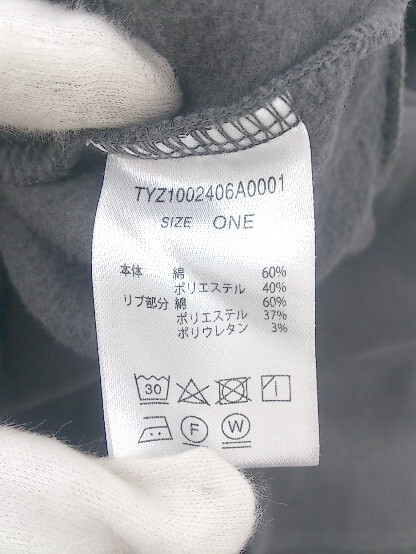 TYZ1002406A0001
SIZE ONE
本体 綿 60%
ポリエステル 40%
リブ部分 綿 60%
ポリエステル 37%
ポリウレタン 3%
30
F W